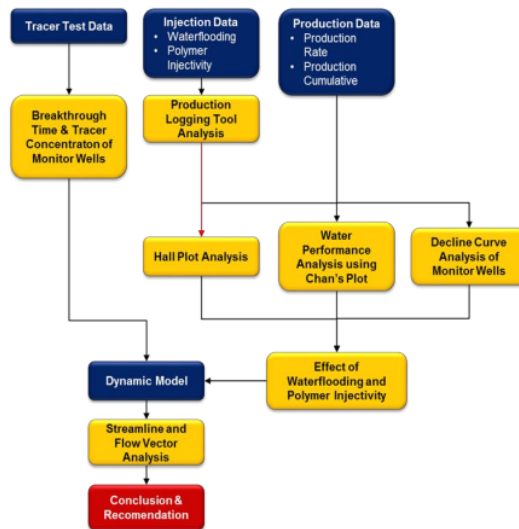 Tracer Test Data
Injection Data
• Waterflooding
• Polymer
Injectivity
Production Data
• Production
Rate
• Production
Cumulative
Breakthrough
Time & Tracer
Concentraton of
Monitor Wells
Production
Logging Tool
Analysis
Hall Plot Analysis
Water
Performance
Analysis using
Chan's Plot
Decline Curve
Analysis of
Monitor Wells
Dynamic Model
Effect of
Waterflooding and
Polymer Injectivity
Streamline and
Flow Vector
Analysis
Conclusion &
Recomendation